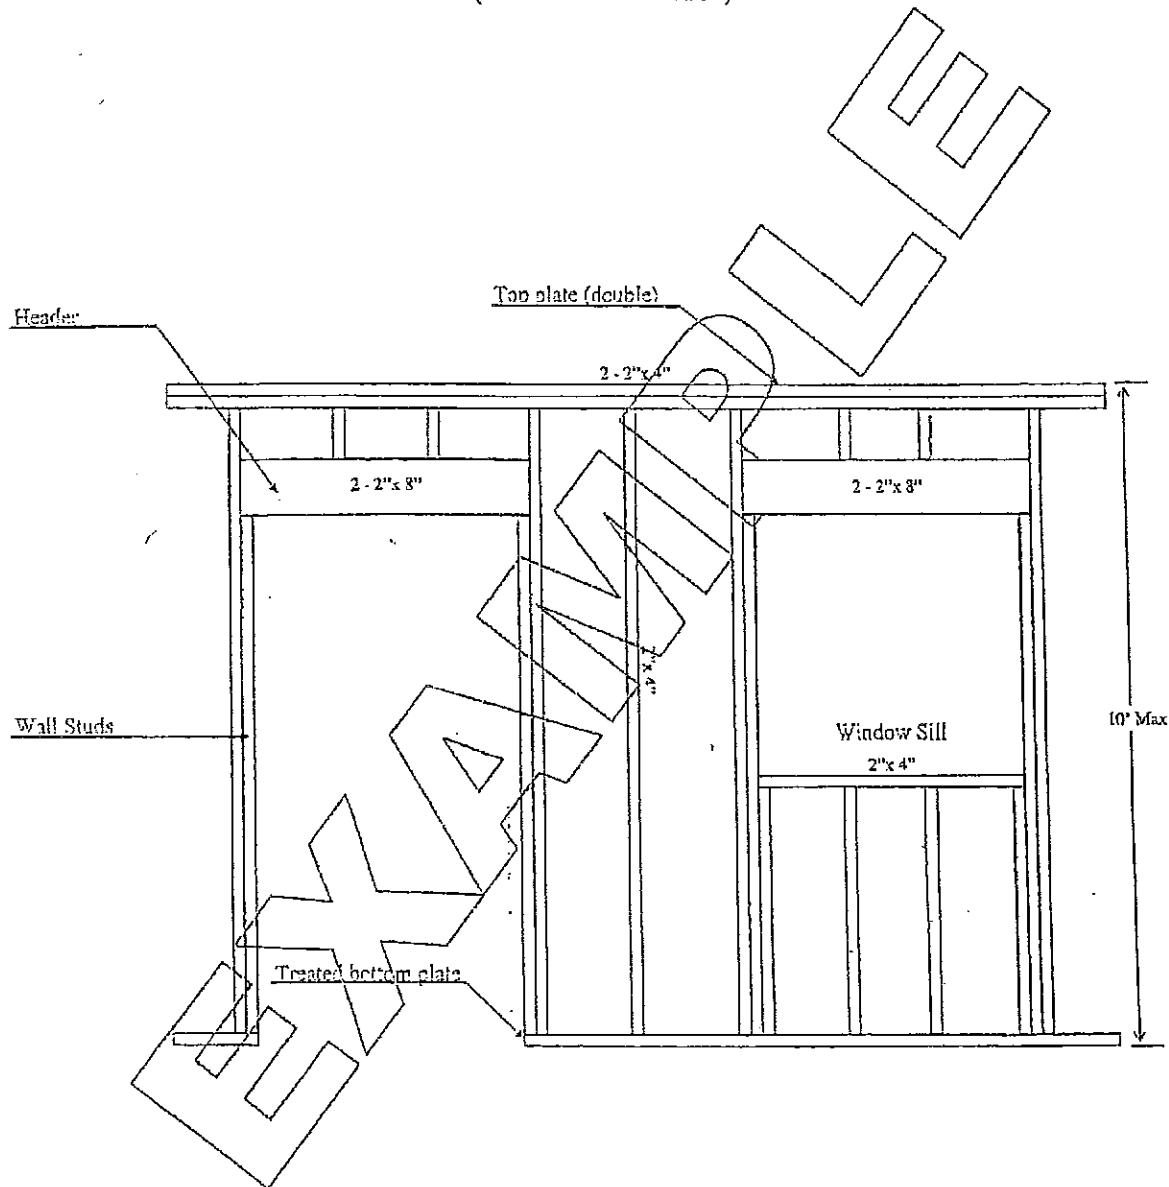 Top plate (double)
Header
2 - 2"x 4"
2 - 2"x 8"
2 - 2"x 8"
2"x 4"
Wall Studs
Window Sill
2"x 4"
10' Max
Treated bottom plate
EXAMPLE